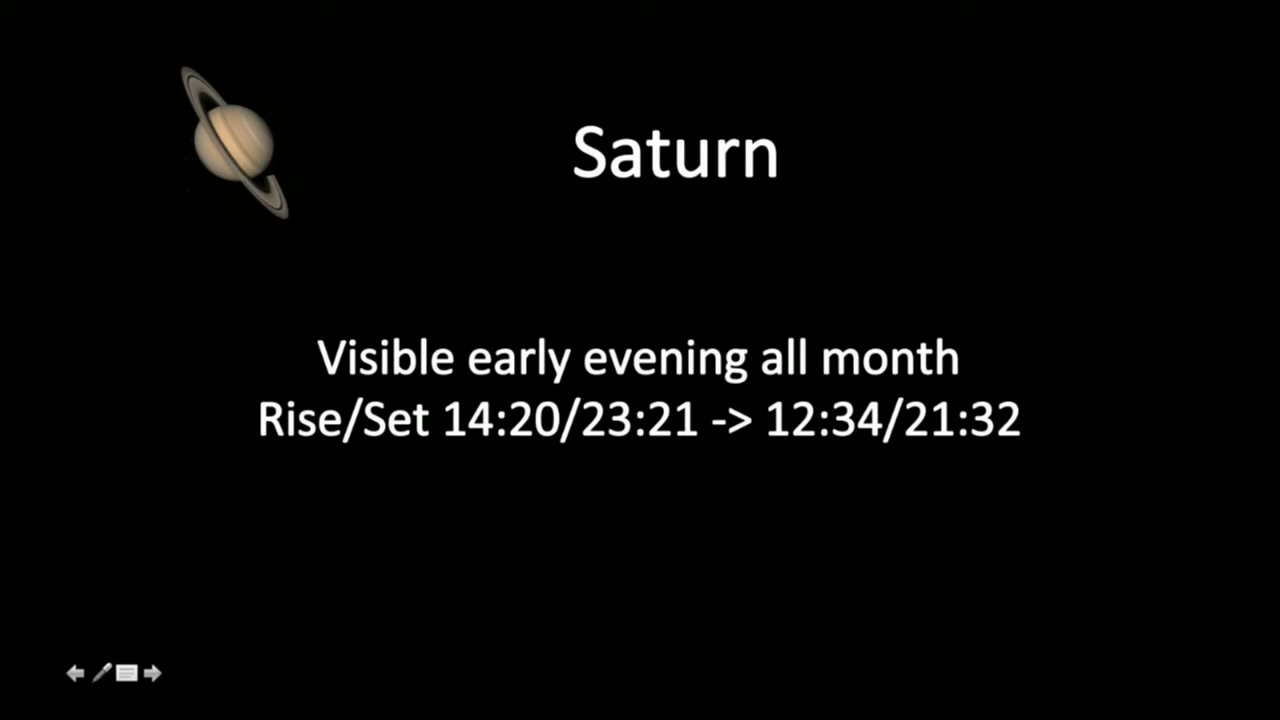 Saturn
Visible early evening all month
Rise/Set 14:20/23:21 -> 12:34/21:32